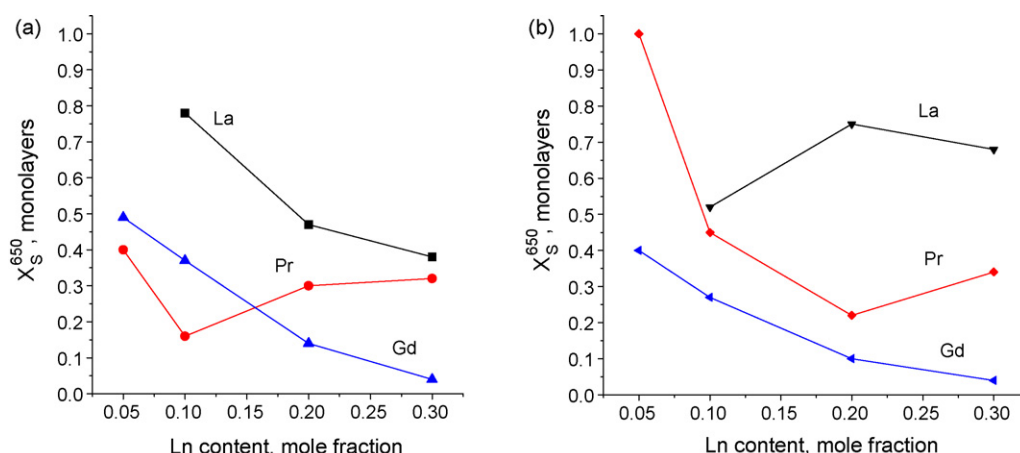 (a)
1.0
0.9
0.8
0.7
0.6
0.5
0.4
0.3
0.2
0.1
0.0
X_S^650, monolayers
La
Pr
Gd
0.05 0.10 0.15 0.20 0.25 0.30
Ln content, mole fraction
(b)
1.0
0.9
0.8
0.7
0.6
0.5
0.4
0.3
0.2
0.1
0.0
X_S^650, monolayers
La
Pr
Gd
0.05 0.10 0.15 0.20 0.25 0.30
Ln content, mole fraction